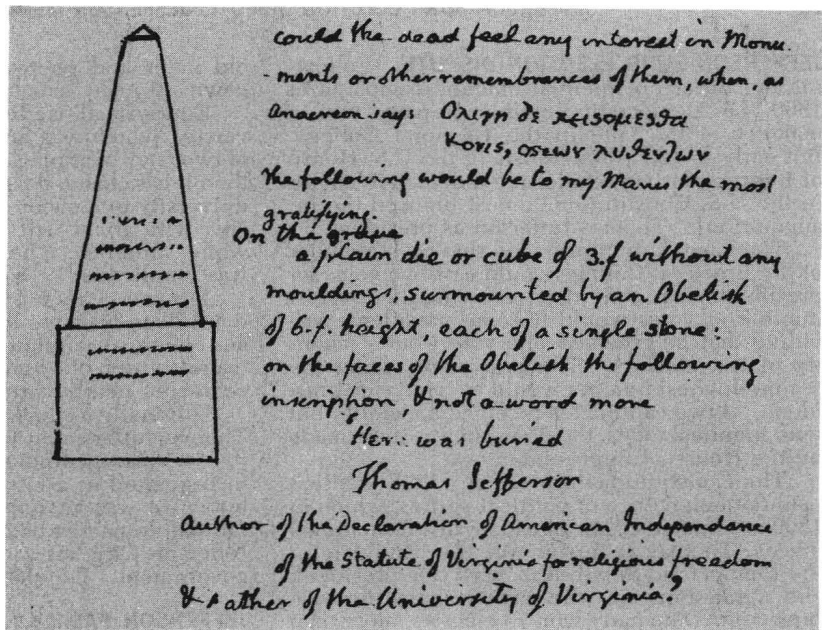 could the dead feel any interest in Monu
-ments or other remembrances of them, when, as
Anacreon says Ολιγη δε κεισομεσθα
Κονις, οσεων λυθεντων
the following would be to my Manes the most
gratifying.
On the grave
a plain die or cube of 3.f without any
mouldings, surmounted by an Obelisk
of 6.f. height, each of a single stone:
on the faces of the Obelisk the following
inscription, & not a word more
Here was buried
Thomas Jefferson
Author of the Declaration of American Independance
of the Statute of Virginia for religious freedom
& Father of the University of Virginia.